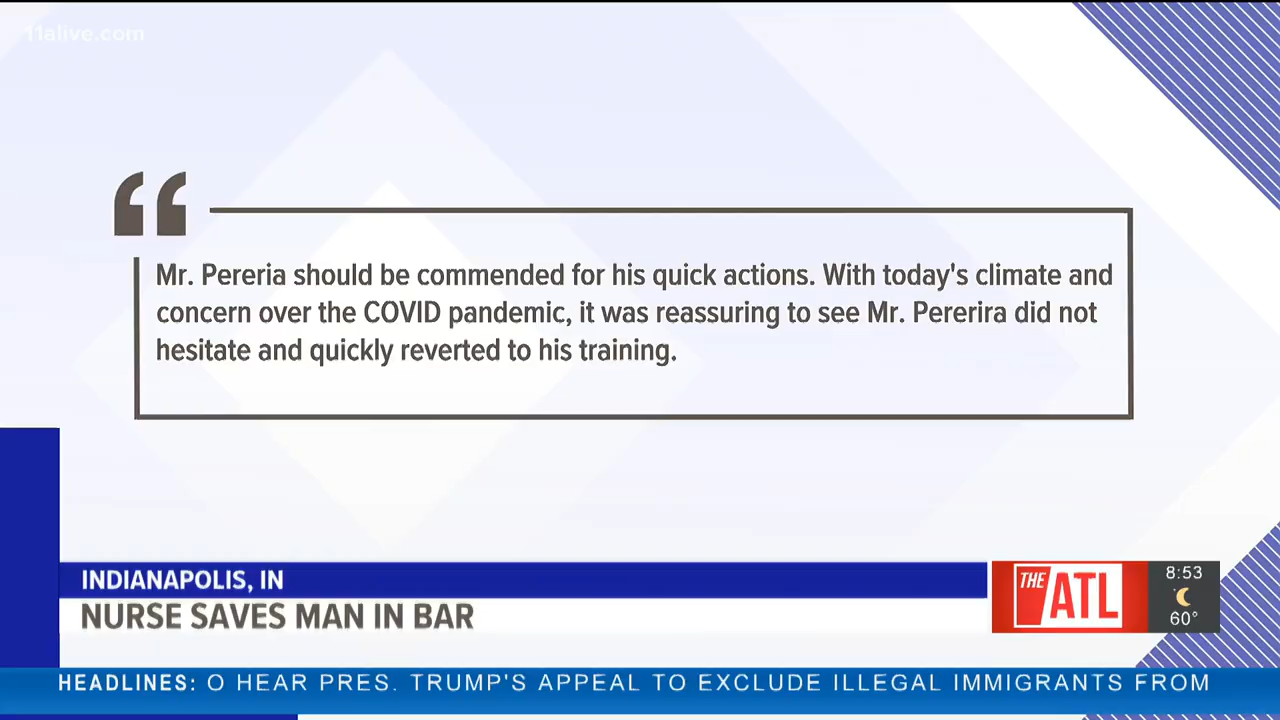 11alive.com
Mr. Pereria should be commended for his quick actions. With today's climate and
concern over the COVID pandemic, it was reassuring to see Mr. Pererira did not
hesitate and quickly reverted to his training.
INDIANAPOLIS, IN
NURSE SAVES MAN IN BAR
THE ATL
8:53
60°
HEADLINES: O HEAR PRES. TRUMP'S APPEAL TO EXCLUDE ILLEGAL IMMIGRANTS FROM